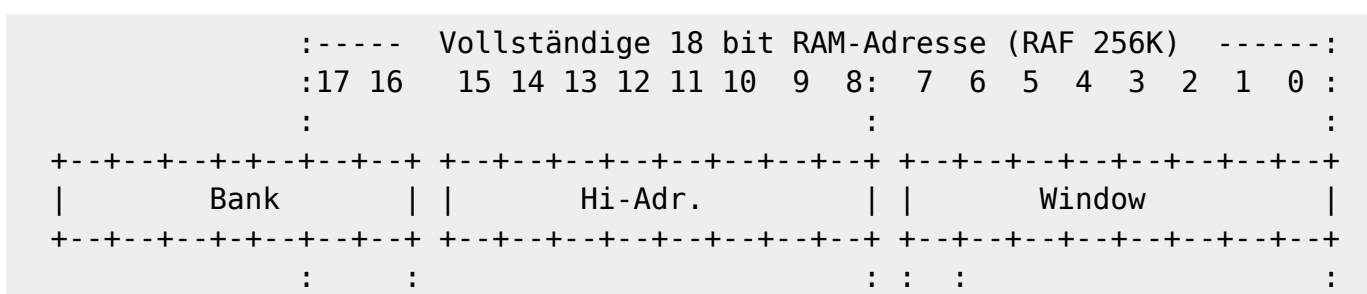 :----- Vollständige 18 bit RAM-Adresse (RAF 256K) ------:
:17 16  15 14 13 12 11 10  9  8:  7  6  5  4  3  2  1  0 :
:                     :                 :
+--+--+--+-+--+--+--+ +--+--+--+--+--+--+--+--+ +--+--+--+--+--+--+--+--+
|      Bank     | |     Hi-Adr.         | |     Window          |
+--+--+--+-+--+--+--+ +--+--+--+--+--+--+--+--+ +--+--+--+--+--+--+--+--+
:   :                 : :  :              :